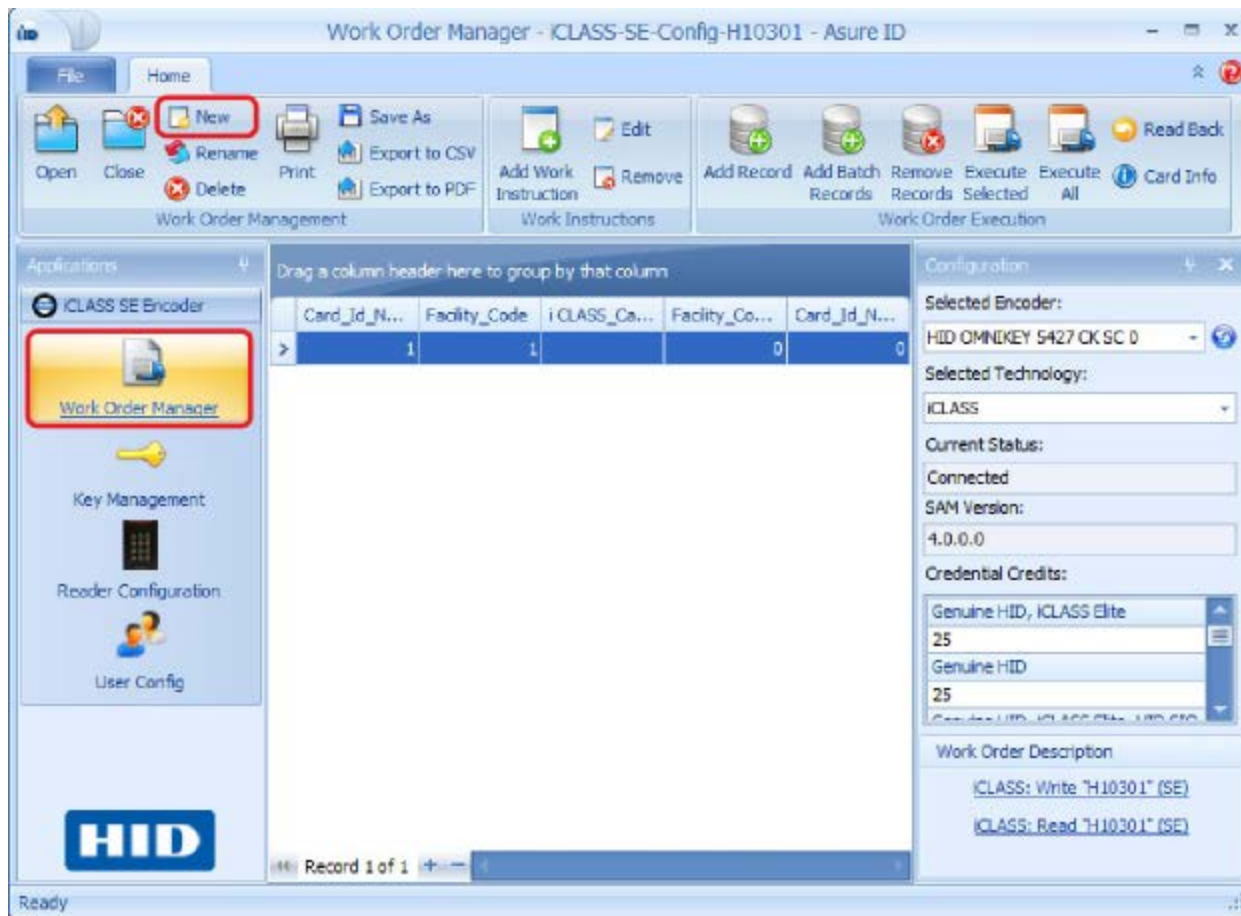 Work Order Manager - iCLASS-SE-Config-H10301 - Asure ID
File Home
New
Rename
Delete
Open Close
Print
Save As
Export to CSV
Export to PDF
Work Order Management
Add Work
Instruction
Edit
Remove
Work Instructions
Add Record
Add Batch
Records
Remove
Records
Execute
Selected
Execute
All
Read Back
Card Info
Work Order Execution
Applications
iCLASS SE Encoder
Work Order Manager
Key Management
Reader Configuration
User Config
HID
Drag a column header here to group by that column
Card_Id_N... Facility_Code iCLASS_Ca... Facility_Co... Card_Id_N...
1 1 0 0
Record 1 of 1
Configuration
Selected Encoder:
HID OMNIKEY 5427 CK SC 0
Selected Technology:
iCLASS
Current Status:
Connected
SAM Version:
4.0.0.0
Credential Credits:
Genuine HID, iCLASS Elite
25
Genuine HID
25
Work Order Description
iCLASS: Write "H10301" (SE)
iCLASS: Read "H10301" (SE)
Ready